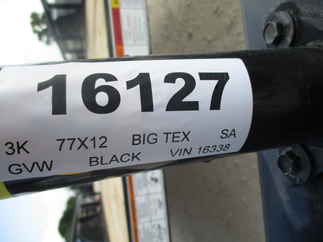 16127
3K 77X12 BIG TEX SA
GVW BLACK VIN 16338